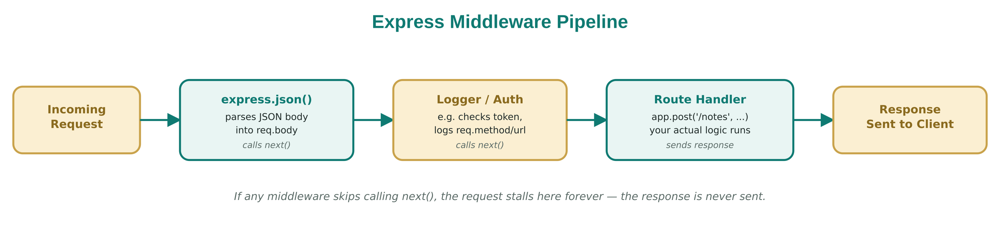 Express Middleware Pipeline
Incoming
Request
express.json()
parses JSON body
into req.body
calls next()
Logger / Auth
e.g. checks token,
logs req.method/url
calls next()
Route Handler
app.post('/notes', ...)
your actual logic runs
sends response
Response
Sent to Client
If any middleware skips calling next(), the request stalls here forever — the response is never sent.